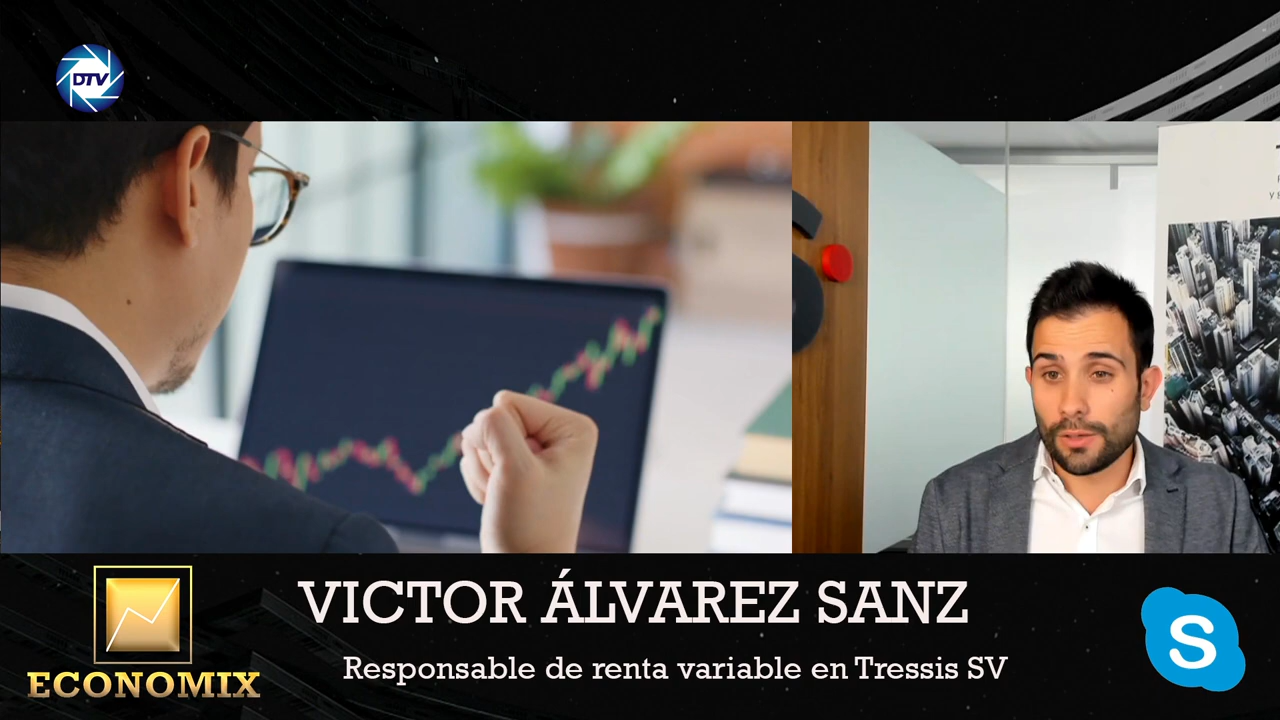 DTV
VICTOR ÁLVAREZ SANZ
Responsable de renta variable en Tressis SV
ECONOMIX
S